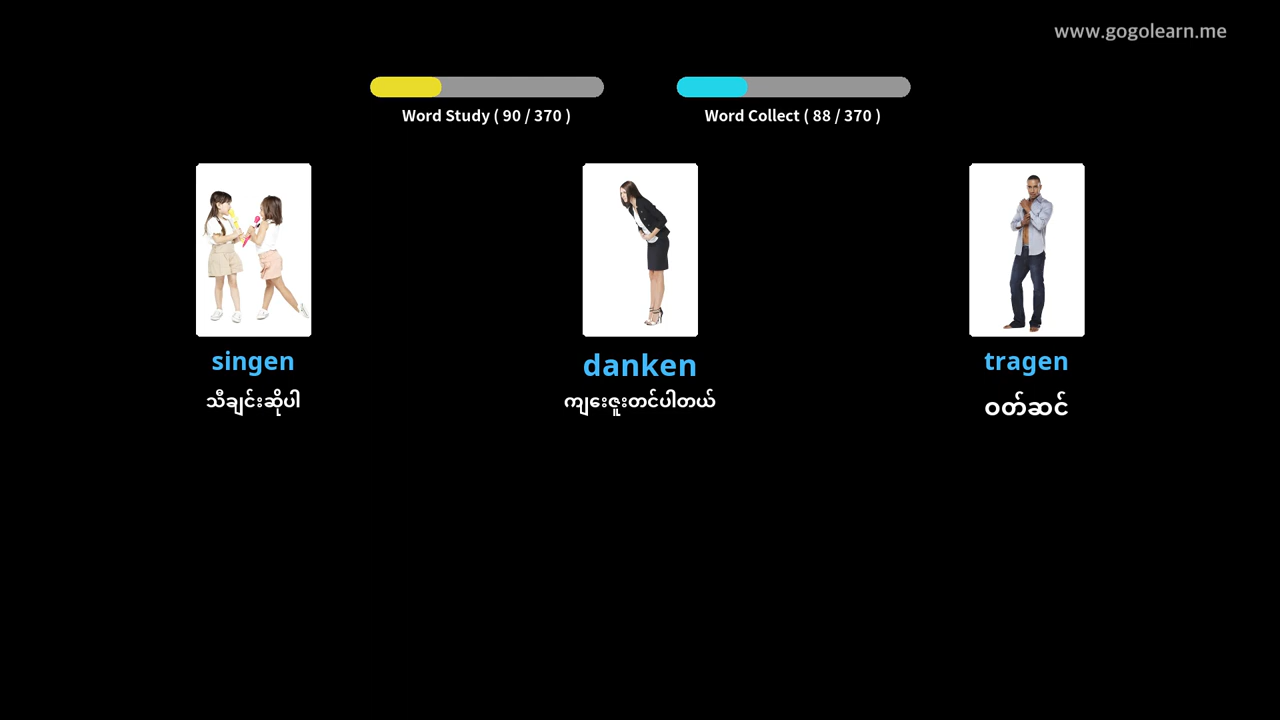 www.gogolearn.me
Word Study ( 90 / 370 )
Word Collect ( 88 / 370 )
singen
danken
tragen
သီချင်းဆိုပါ
ကျေးဇူးတင်ပါတယ်
ဝတ်ဆင်